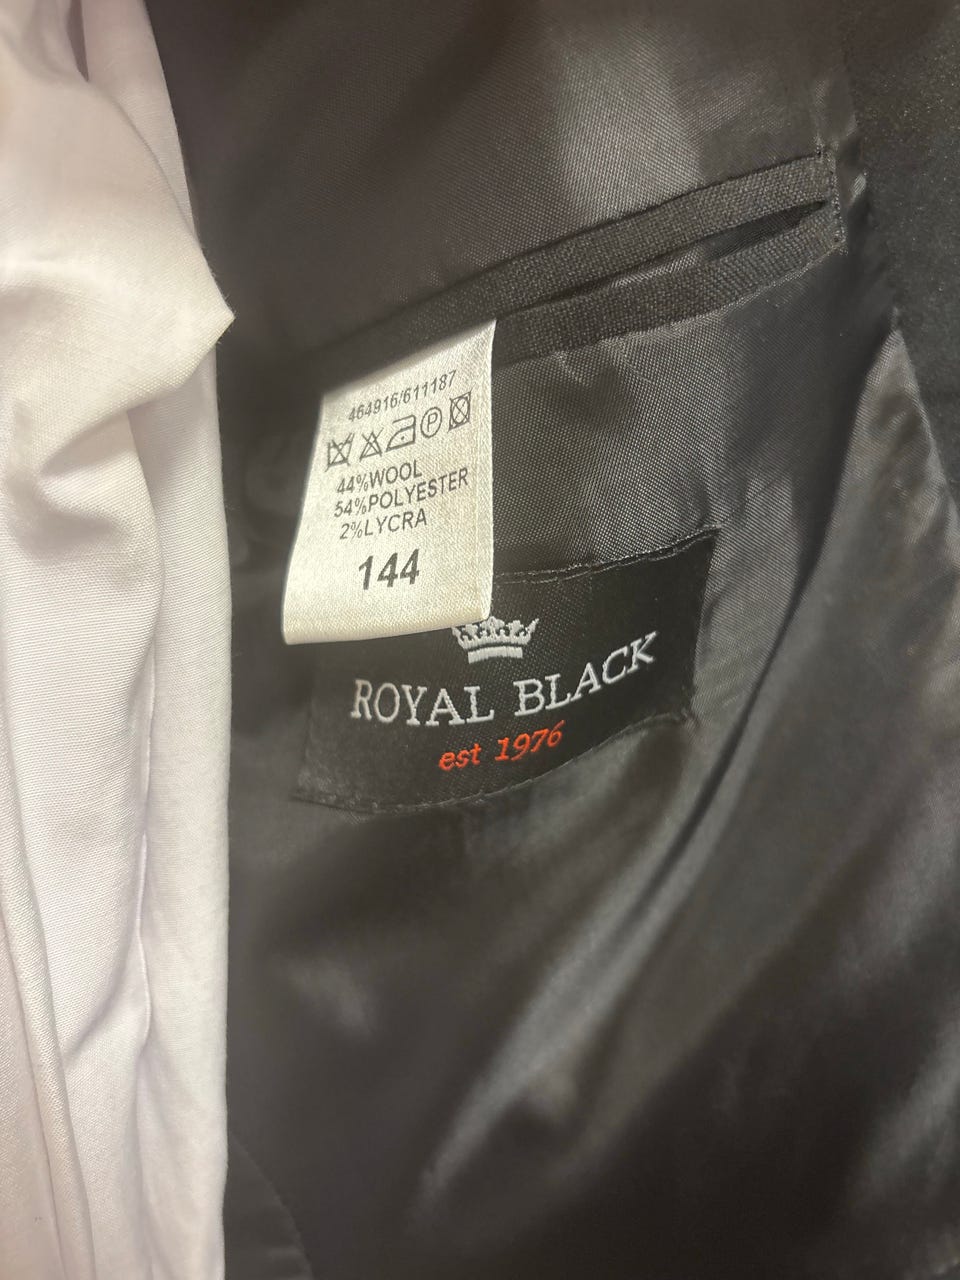 464916/611187
P
44%WOOL
54%POLYESTER
2%LYCRA
144
ROYAL BLACK
est 1976